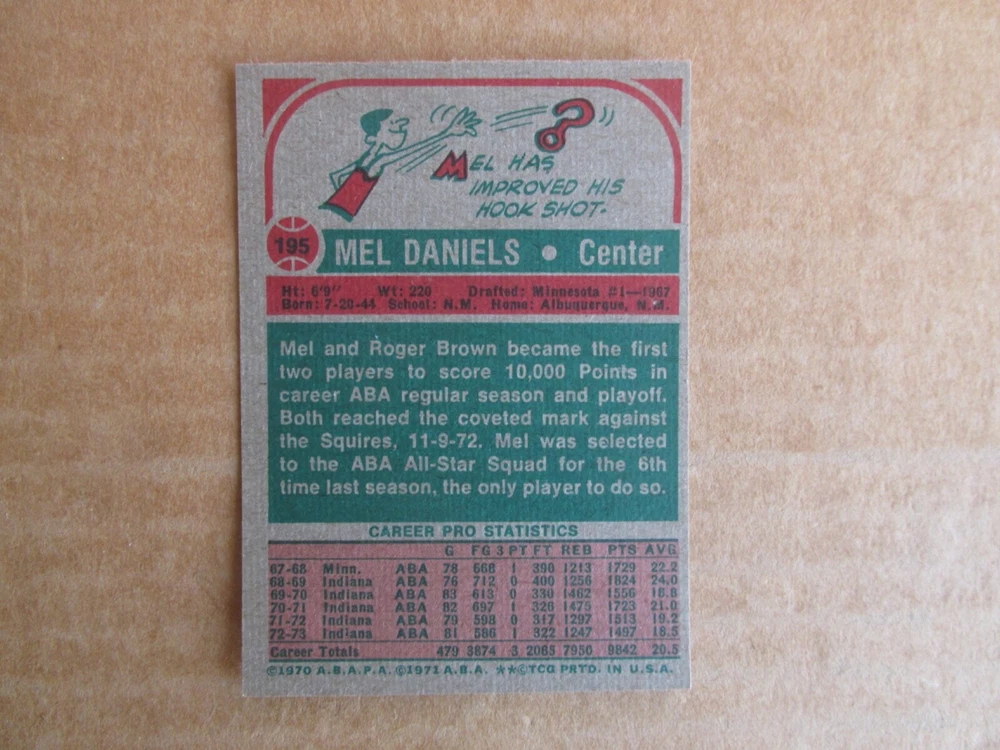 MEL HAS
IMPROVED HIS
HOOK SHOT.
195 MEL DANIELS • Center
Ht: 6'9" Wt: 220 Drafted: Minnesota #1—1967
Born: 7-20-44 School: N.M. Home: Albuquerque, N.M.
Mel and Roger Brown became the first
two players to score 10,000 Points in
career ABA regular season and playoff.
Both reached the coveted mark against
the Squires, 11-9-72. Mel was selected
to the ABA All-Star Squad for the 6th
time last season, the only player to do so.
CAREER PRO STATISTICS
G FG 3PT FT REB PTS AVG
67-68 Minn. ABA 78 668 1 390 1213 1729 22.2
68-69 Indiana ABA 76 712 0 400 1256 1824 24.0
69-70 Indiana ABA 83 613 0 330 1462 1556 18.8
70-71 Indiana ABA 82 697 1 326 1475 1723 21.0
71-72 Indiana ABA 79 598 0 317 1297 1513 19.2
72-73 Indiana ABA 81 586 1 322 1247 1497 18.5
Career Totals 479 3874 3 2085 7950 9842 20.5
©1970 A.B.A.P.A. ©1971 A.B.A. **©TCG PRTD. IN U.S.A.